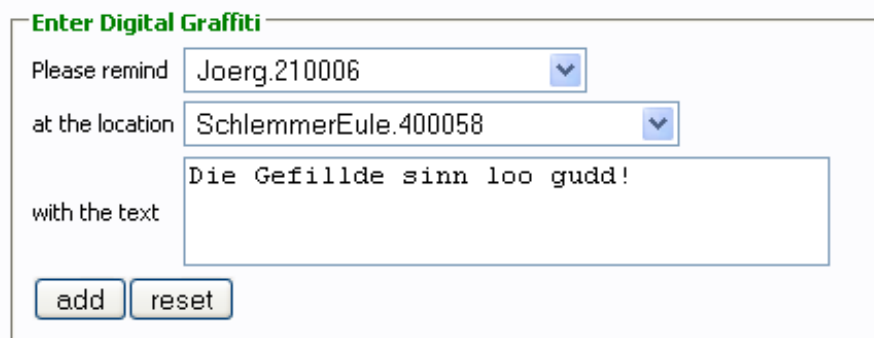 Enter Digital Graffiti
Please remind Joerg.210006
at the location SchlemmerEule.400058
Die Gefillde sinn loo gudd!
with the text
add reset